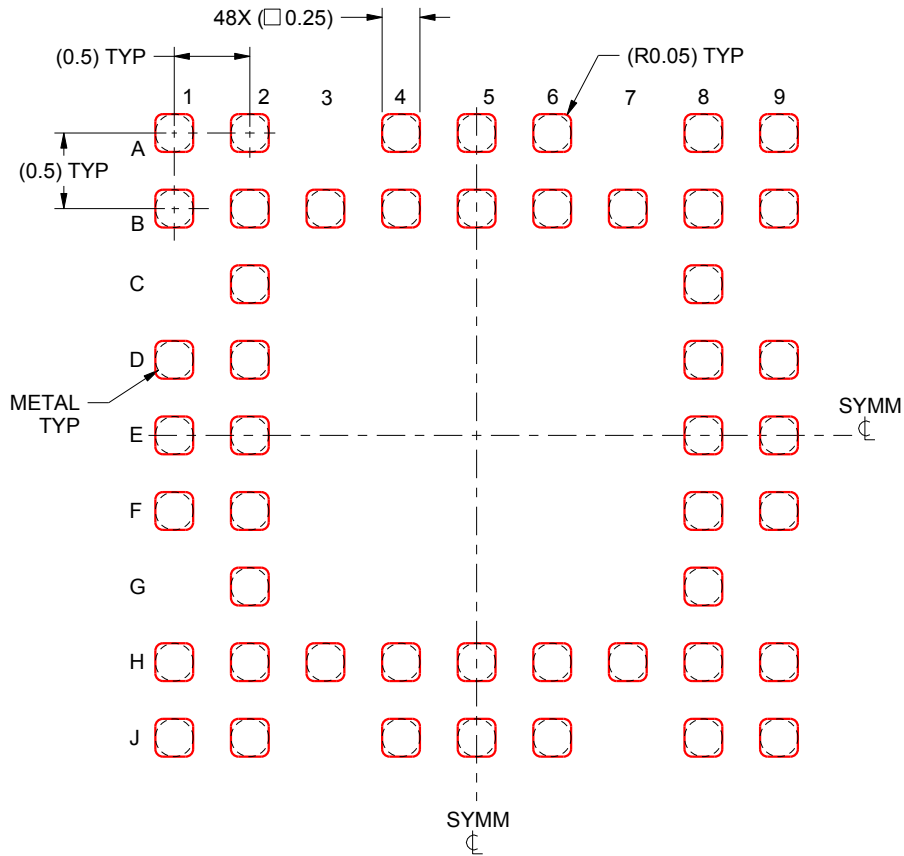 48X (□ 0.25)
(0.5) TYP
(R0.05) TYP
1 2 3 4 5 6 7 8 9
A
(0.5) TYP
B
C
D
METAL
TYP
SYMM
℄
E
F
G
H
J
SYMM
℄